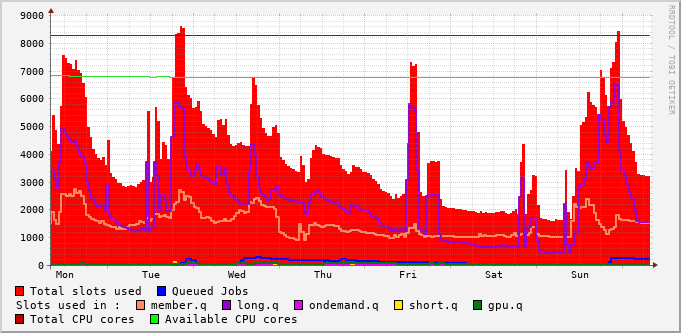 RRDTOOL / TOBI OETIKER
9000
8000
7000
6000
5000
4000
3000
2000
1000
0
Mon Tue Wed Thu Fri Sat Sun
Total slots used Queued Jobs
Slots used in : member.q long.q ondemand.q short.q gpu.q
Total CPU cores Available CPU cores